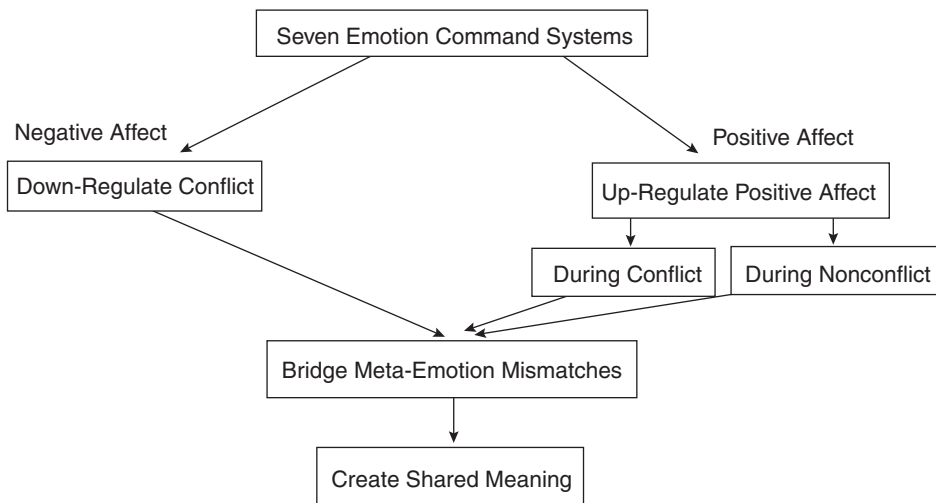 Seven Emotion Command Systems
Negative Affect
Positive Affect
Down-Regulate Conflict
Up-Regulate Positive Affect
During Conflict
During Nonconflict
Bridge Meta-Emotion Mismatches
Create Shared Meaning